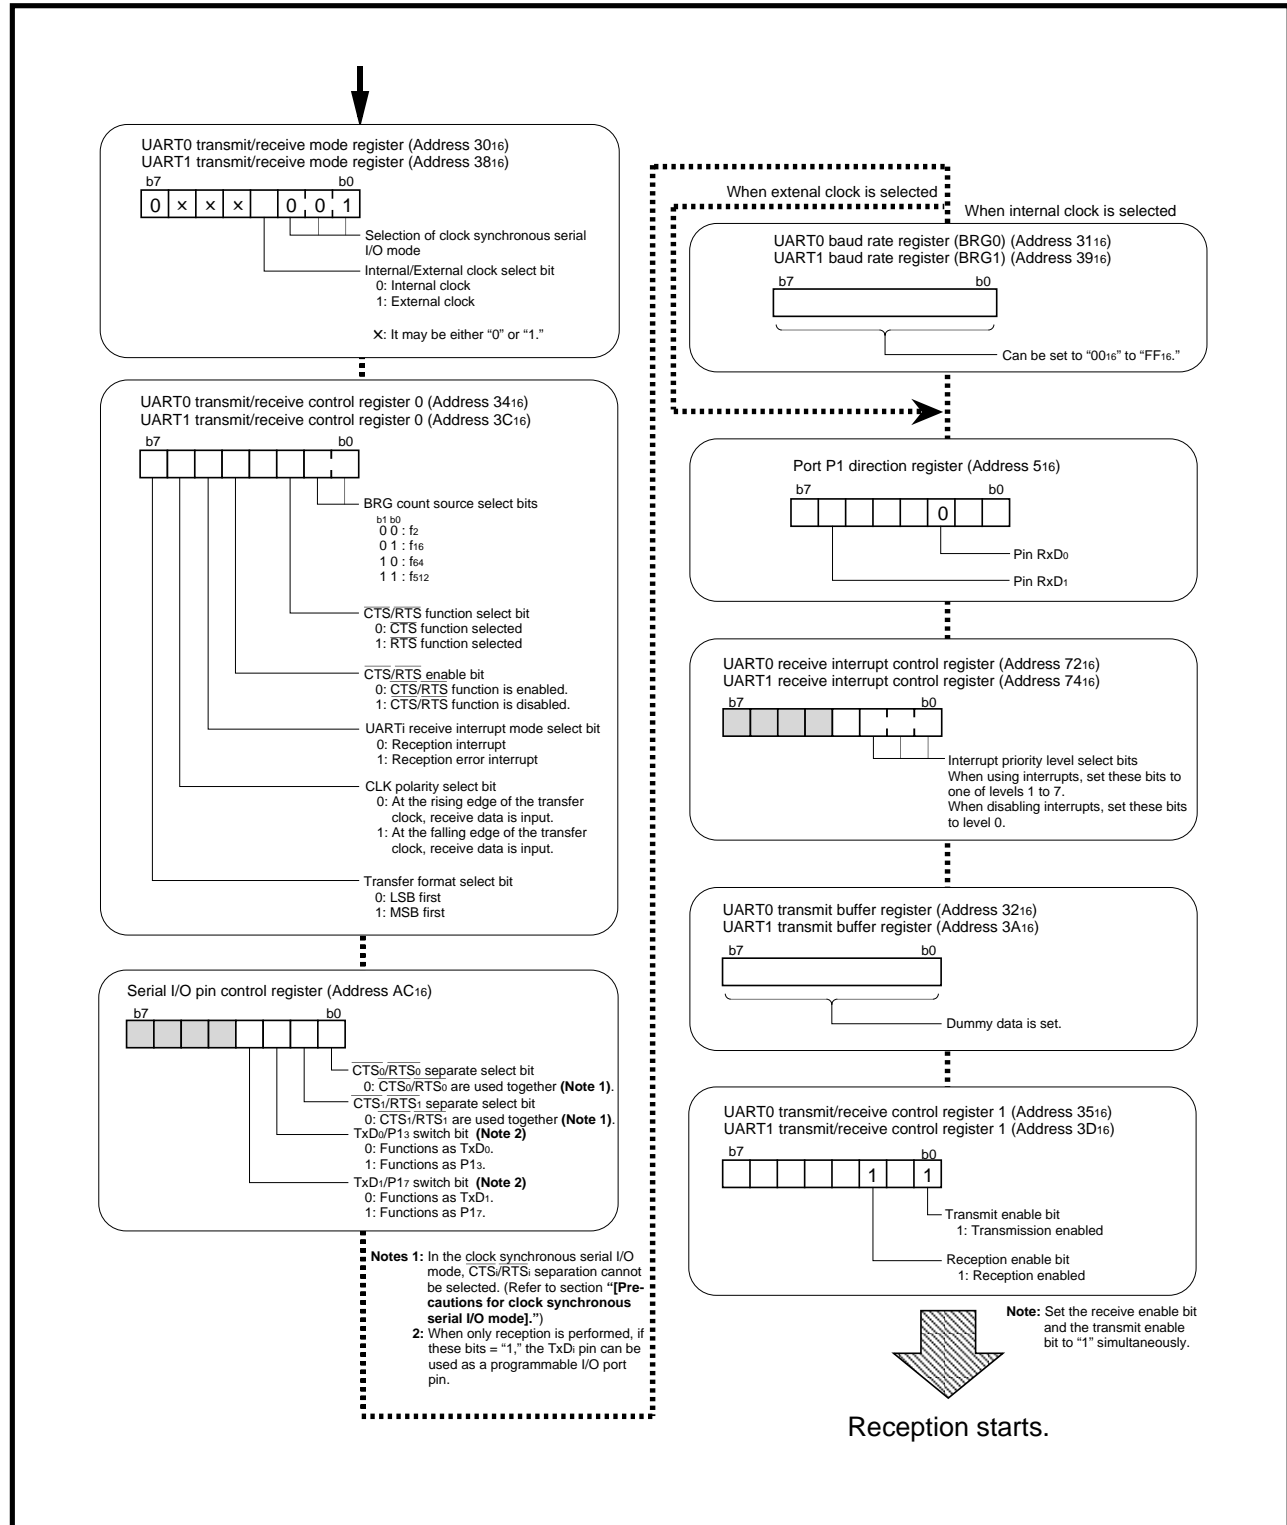 UART0 transmit/receive mode register (Address 3016)
UART1 transmit/receive mode register (Address 3816)
b7 b0
0 × × × 0 0 1
Selection of clock synchronous serial
I/O mode
Internal/External clock select bit
0: Internal clock
1: External clock
×: It may be either “0” or “1.”
UART0 transmit/receive control register 0 (Address 3416)
UART1 transmit/receive control register 0 (Address 3C16)
b7 b0
BRG count source select bits
b1 b0
0 0 : f2
0 1 : f16
1 0 : f64
1 1 : f512
CTS/RTS function select bit
0: CTS function selected
1: RTS function selected
CTS/RTS enable bit
0: CTS/RTS function is enabled.
1: CTS/RTS function is disabled.
UARTi receive interrupt mode select bit
0: Reception interrupt
1: Reception error interrupt
CLK polarity select bit
0: At the rising edge of the transfer
clock, receive data is input.
1: At the falling edge of the transfer
clock, receive data is input.
Transfer format select bit
0: LSB first
1: MSB first
Serial I/O pin control register (Address AC16)
b7 b0
CTS0/RTS0 separate select bit
0: CTS0/RTS0 are used together (Note 1).
CTS1/RTS1 separate select bit
0: CTS1/RTS1 are used together (Note 1).
TxD0/P13 switch bit (Note 2)
0: Functions as TxD0.
1: Functions as P13.
TxD1/P17 switch bit (Note 2)
0: Functions as TxD1.
1: Functions as P17.
Notes 1: In the clock synchronous serial I/O
mode, CTSi/RTSi separation cannot
be selected. (Refer to section “[Pre-
cautions for clock synchronous
serial I/O mode].”)
2: When only reception is performed, if
these bits = “1,” the TxDi pin can be
used as a programmable I/O port
pin.
When extenal clock is selected
When internal clock is selected
UART0 baud rate register (BRG0) (Address 3116)
UART1 baud rate register (BRG1) (Address 3916)
b7 b0
Can be set to “0016” to “FF16.”
Port P1 direction register (Address 516)
b7 b0
0
Pin RxD0
Pin RxD1
UART0 receive interrupt control register (Address 7216)
UART1 receive interrupt control register (Address 7416)
b7 b0
Interrupt priority level select bits
When using interrupts, set these bits to
one of levels 1 to 7.
When disabling interrupts, set these bits
to level 0.
UART0 transmit buffer register (Address 3216)
UART1 transmit buffer register (Address 3A16)
b7 b0
Dummy data is set.
UART0 transmit/receive control register 1 (Address 3516)
UART1 transmit/receive control register 1 (Address 3D16)
b7 b0
1 1
Transmit enable bit
1: Transmission enabled
Reception enable bit
1: Reception enabled
Note: Set the receive enable bit
and the transmit enable
bit to “1” simultaneously.
Reception starts.